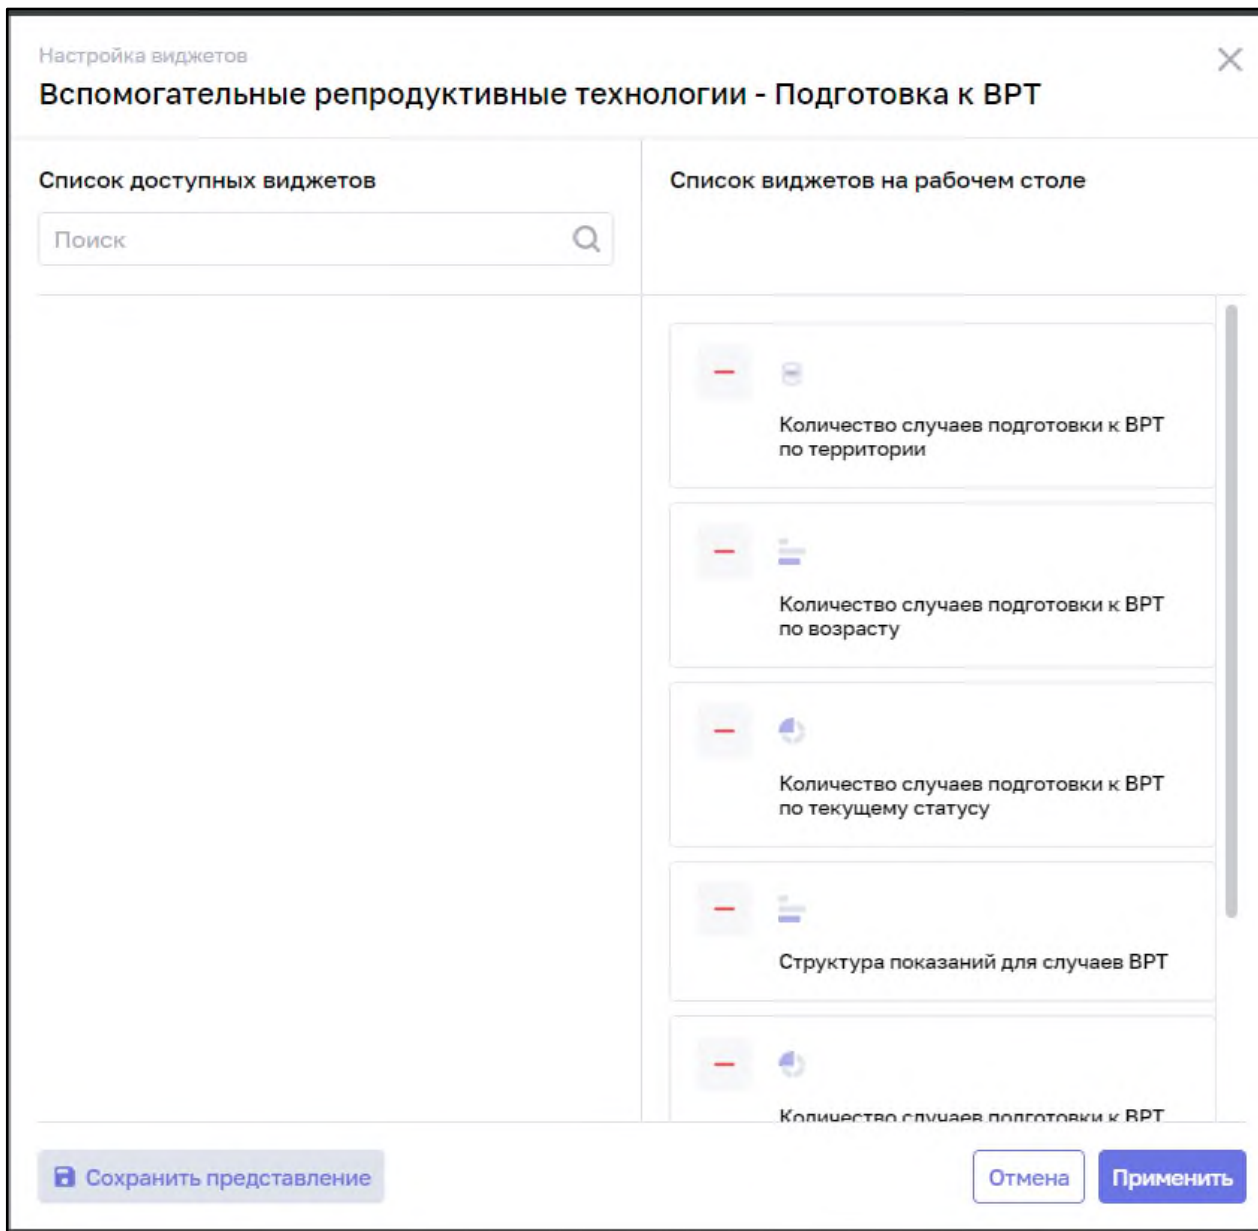 Настройка виджетов
Вспомогательные репродуктивные технологии - Подготовка к ВРТ
Список доступных виджетов
Поиск
Список виджетов на рабочем столе
Количество случаев подготовки к ВРТ
по территории
Количество случаев подготовки к ВРТ
по возрасту
Количество случаев подготовки к ВРТ
по текущему статусу
Структура показаний для случаев ВРТ
Количество случаев подготовки к ВРТ
Сохранить представление
Отмена
Применить